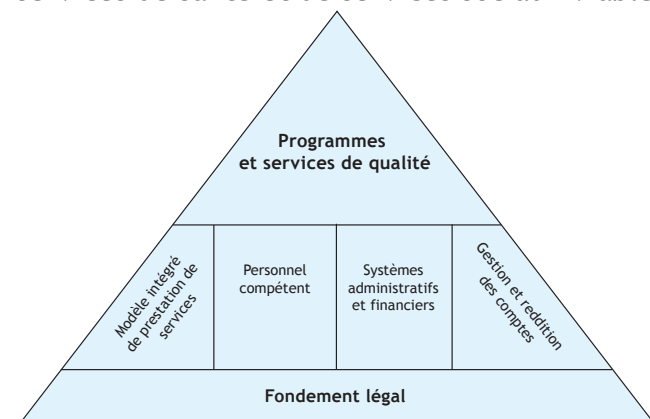 Programmes
et services de qualité
Modèle intégré
de prestation de
services
Personnel
compétent
Systèmes
administratifs
et financiers
Gestion et reddition
des comptes
Fondement légal